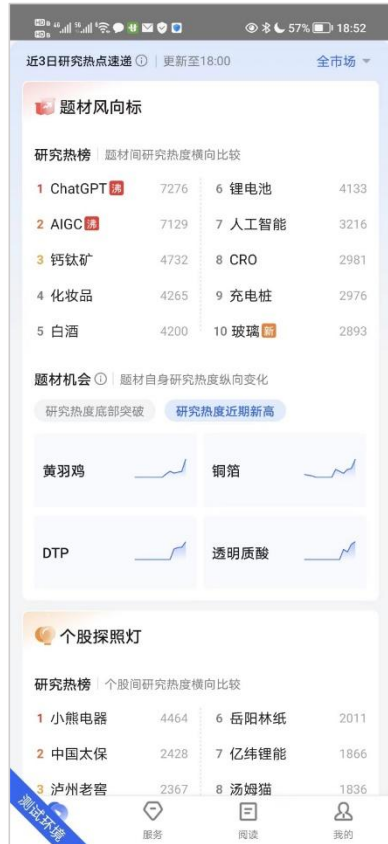 57% 18:52
近3日研究热点速递 更新至18:00 全市场
题材风向标
研究热榜 题材间研究热度横向比较
1 ChatGPT 沸 7276 6 锂电池 4133
2 AIGC 沸 7129 7 人工智能 3216
3 钙钛矿 4732 8 CRO 2981
4 化妆品 4265 9 充电桩 2976
5 白酒 4200 10 玻璃 新 2893
题材机会 题材自身研究热度纵向变化
研究热度底部突破 研究热度近期新高
黄羽鸡 铜箔
DTP 透明质酸
个股探照灯
研究热榜 个股间研究热度横向比较
1 小熊电器 4464 6 岳阳林纸 2011
2 中国太保 2428 7 亿纬锂能 1866
3 泸州老窖 2367 8 汤姆猫 1836
测试环境
服务 阅读 我的